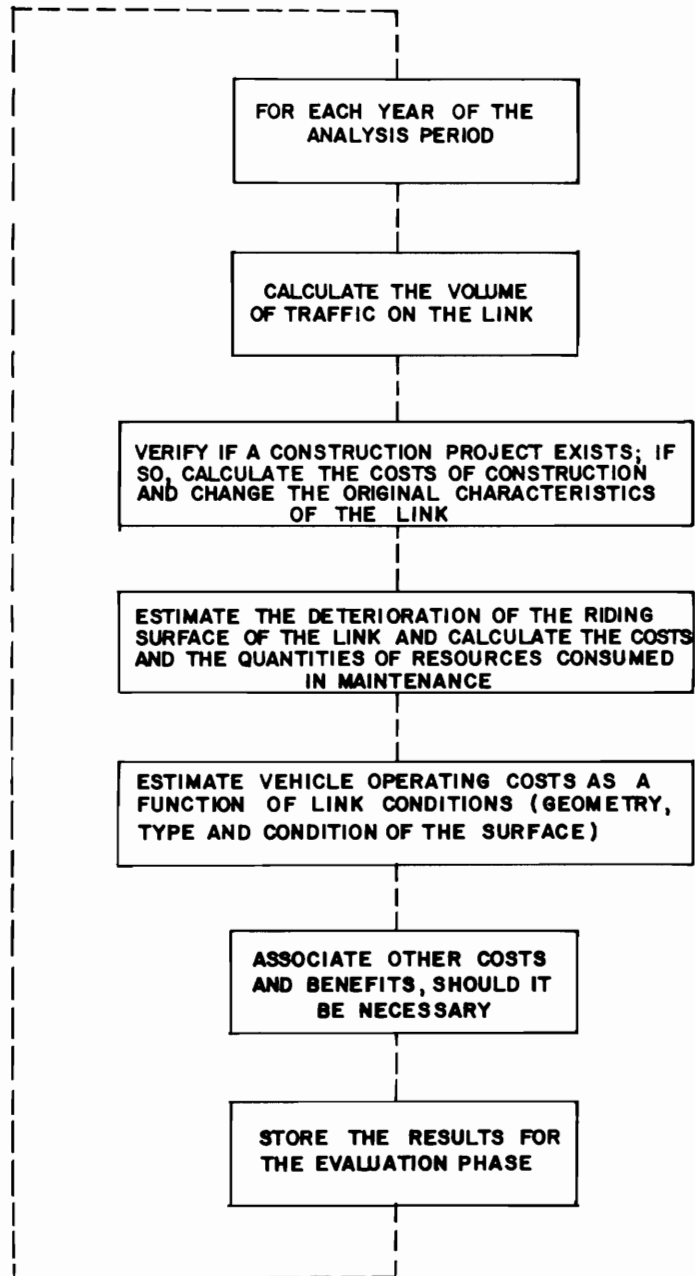 FOR EACH YEAR OF THE
ANALYSIS PERIOD
CALCULATE THE VOLUME
OF TRAFFIC ON THE LINK
VERIFY IF A CONSTRUCTION PROJECT EXISTS; IF
SO, CALCULATE THE COSTS OF CONSTRUCTION
AND CHANGE THE ORIGINAL CHARACTERISTICS
OF THE LINK
ESTIMATE THE DETERIORATION OF THE RIDING
SURFACE OF THE LINK AND CALCULATE THE COSTS
AND THE QUANTITIES OF RESOURCES CONSUMED
IN MAINTENANCE
ESTIMATE VEHICLE OPERATING COSTS AS A
FUNCTION OF LINK CONDITIONS (GEOMETRY,
TYPE AND CONDITION OF THE SURFACE)
ASSOCIATE OTHER COSTS
AND BENEFITS, SHOULD IT
BE NECESSARY
STORE THE RESULTS FOR
THE EVALUATION PHASE